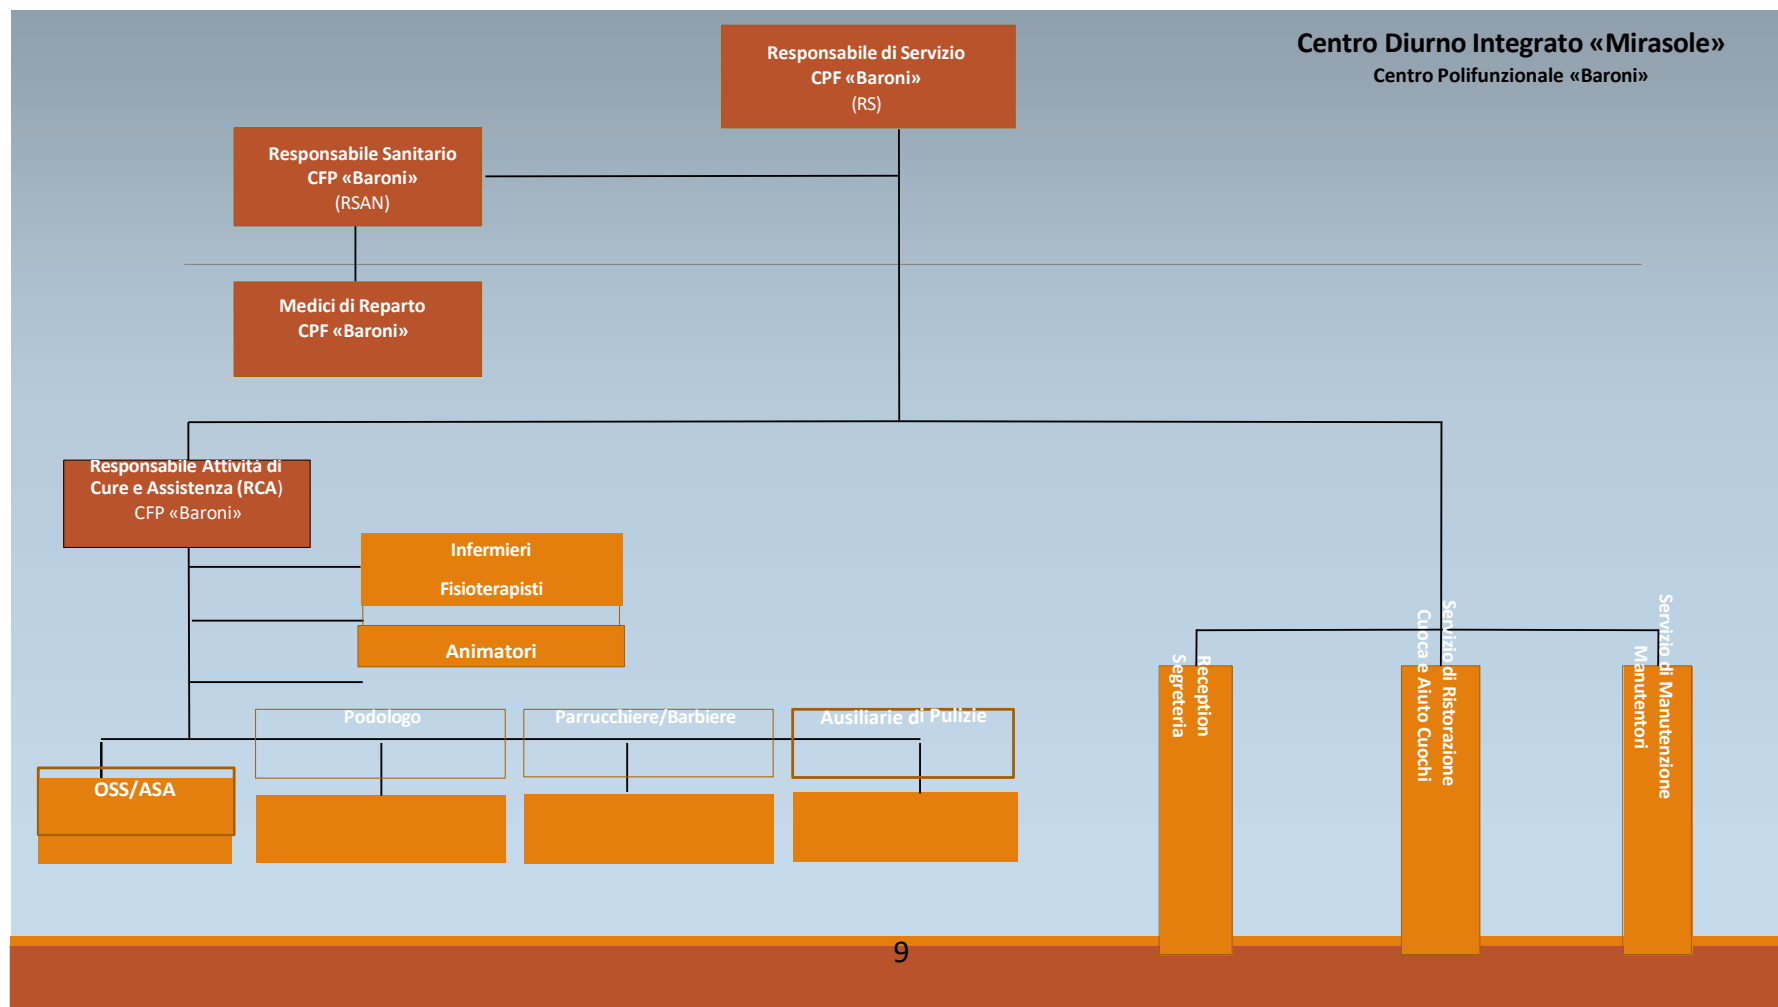 Centro Diurno Integrato «Mirasole»
Centro Polifunzionale «Baroni»
Responsabile di Servizio
CPF «Baroni»
(RS)
Responsabile Sanitario
CFP «Baroni»
(RSAN)
Medici di Reparto
CPF «Baroni»
Responsabile Attività di
Cure e Assistenza (RCA)
CFP «Baroni»
Infermieri
Fisioterapisti
Animatori
Podologo
Parrucchiere/Barbiere
Ausiliarie di Pulizie
OSS/ASA
Reception
Segreteria
Servizio di Ristorazione
Cuoca e Aiuto Cuochi
Servizio di Manutenzione
Manutentori
9